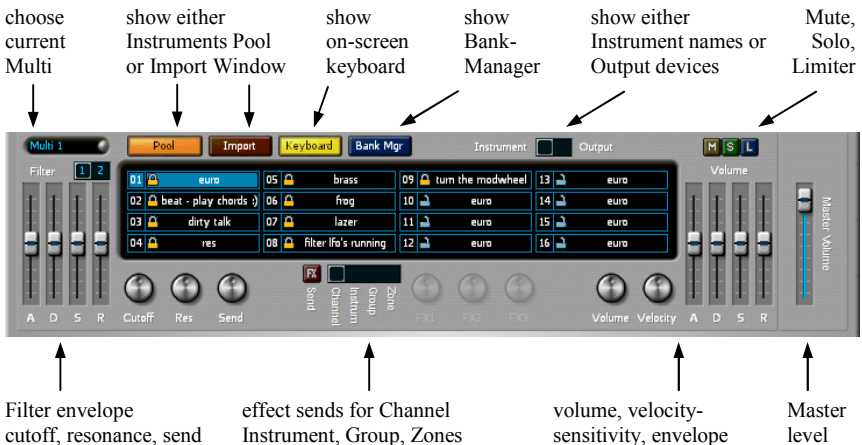 choose
current
Multi
show either
Instruments Pool
or Import Window
show
on-screen
keyboard
show
Bank-
Manager
show either
Instrument names or
Output devices
Mute,
Solo,
Limiter
Multi 1
Pool
Import
Keyboard
Bank Mgr
Instrument
Output
M S L
Filter
1 2
Volume
01 euro
02 beat - play chords :)
03 dirty talk
04 res
05 brass
06 frog
07 lazer
08 filter lfo's running
09 turn the modwheel
10 euro
11 euro
12 euro
13 euro
14 euro
15 euro
16 euro
Master Volume
FX
Send
Channel
Instrum
Group
Zone
A D S R
Cutoff Res Send
FX1 FX2 FX3
Volume Velocity
A D S R
Filter envelope
cutoff, resonance, send
effect sends for Channel
Instrument, Group, Zones
volume, velocity-
sensitivity, envelope
Master
level